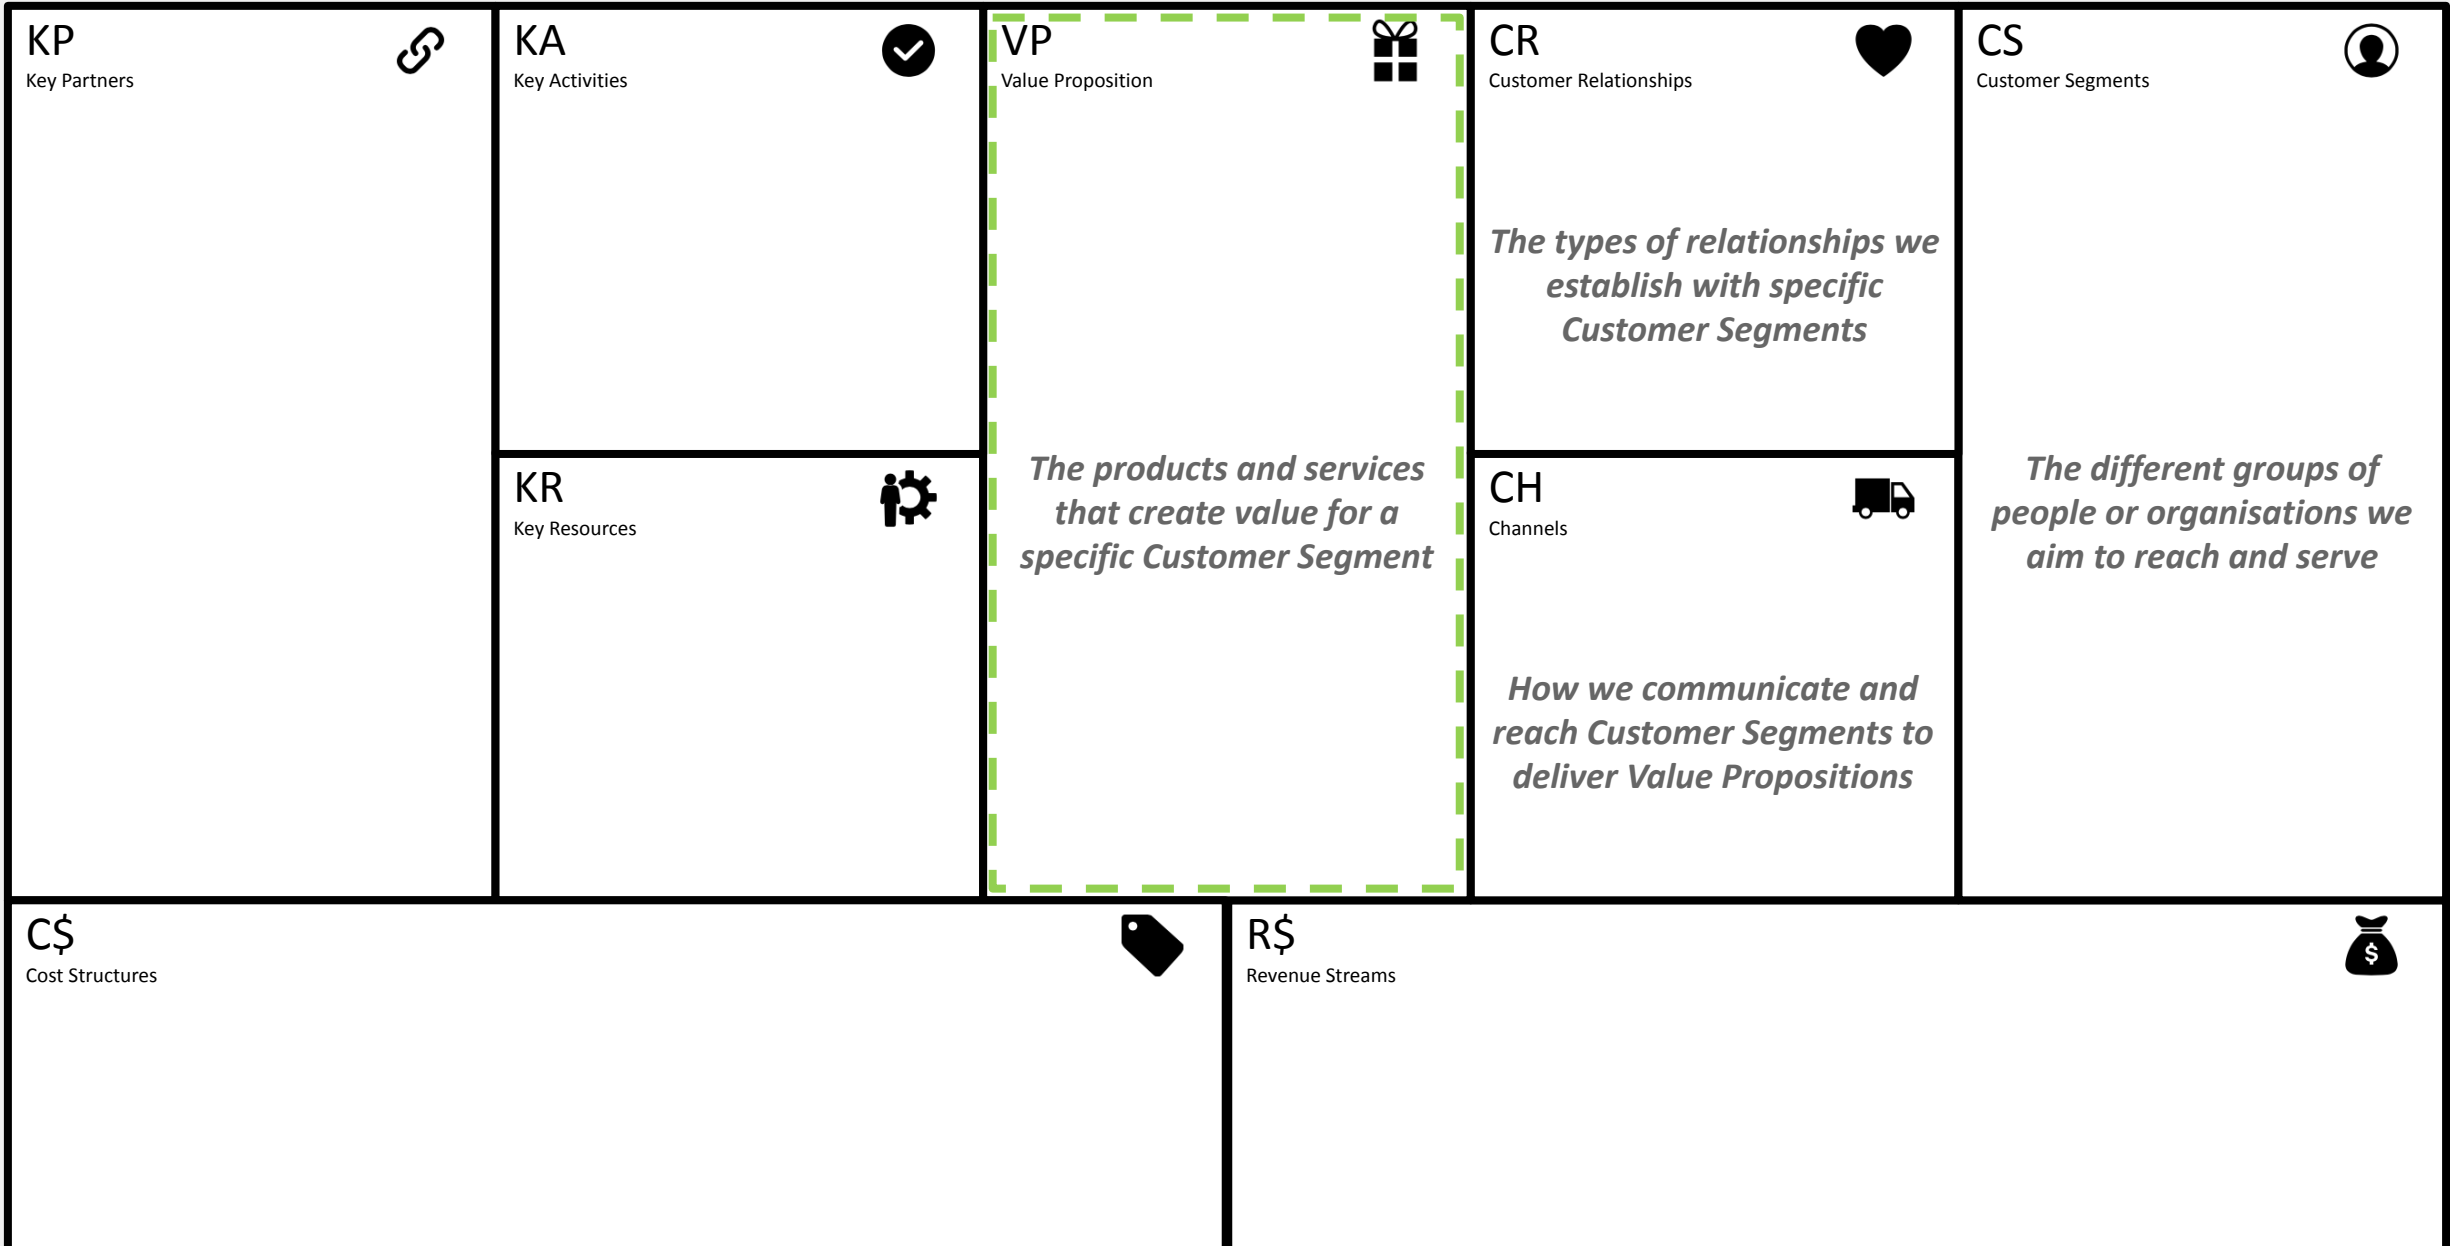 KP
Key Partners
KA
Key Activities
KR
Key Resources
VP
Value Proposition
The products and services
that create value for a
specific Customer Segment
CR
Customer Relationships
The types of relationships we
establish with specific
Customer Segments
CH
Channels
How we communicate and
reach Customer Segments to
deliver Value Propositions
CS
Customer Segments
The different groups of
people or organisations we
aim to reach and serve
C$
Cost Structures
R$
Revenue Streams
$